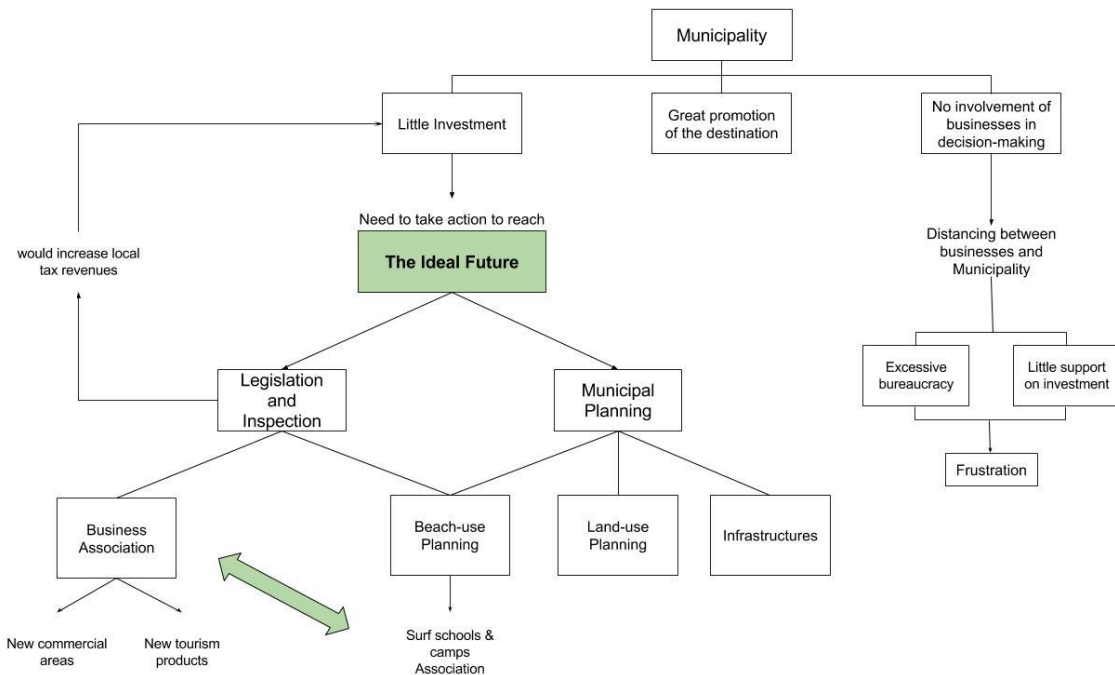 Municipality
Little Investment
Great promotion
of the destination
No involvement of
businesses in
decision-making
Need to take action to reach
The Ideal Future
would increase local
tax revenues
Distancing between
businesses and
Municipality
Excessive
bureaucracy
Little support
on investment
Legislation
and
Inspection
Municipal
Planning
Frustration
Business
Association
Beach-use
Planning
Land-use
Planning
Infrastructures
New commercial
areas
New tourism
products
Surf schools &
camps
Association